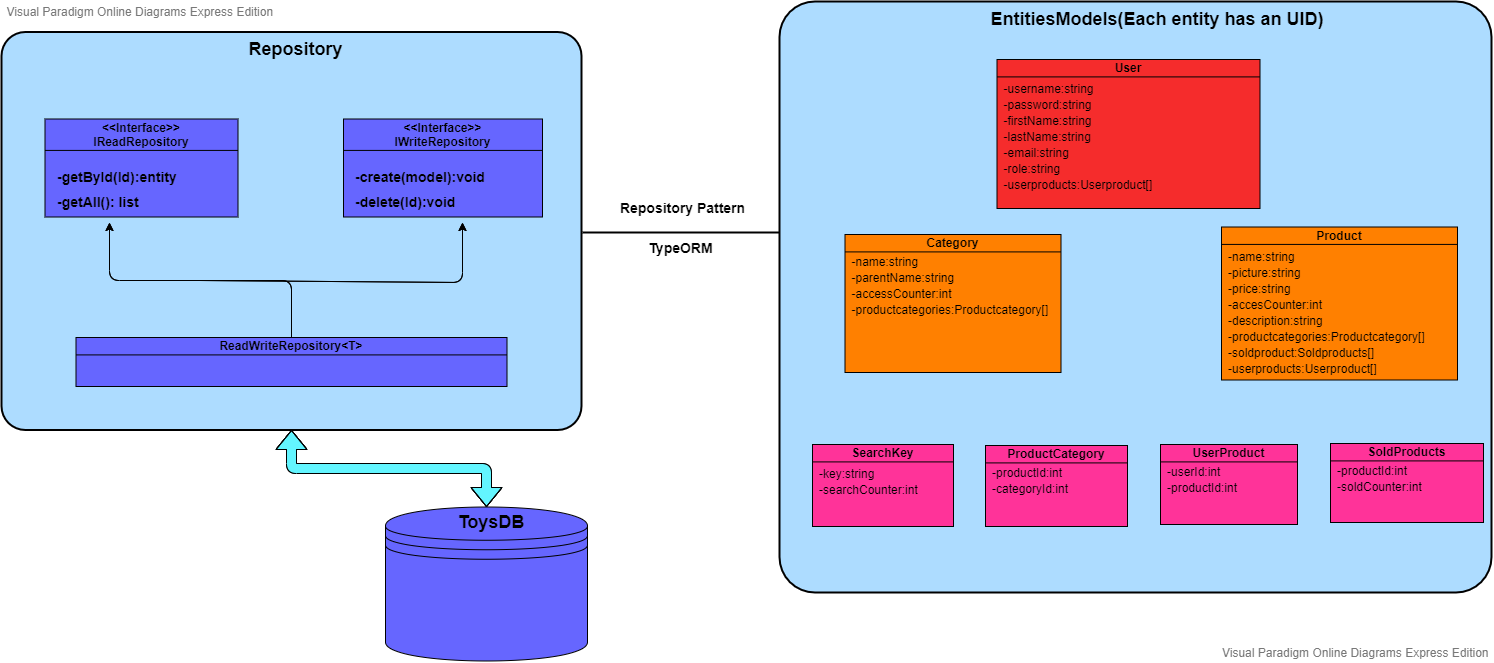 Visual Paradigm Online Diagrams Express Edition
Repository
<<Interface>>
IReadRepository
-getById(Id):entity
-getAll(): list
<<Interface>>
IWriteRepository
-create(model):void
-delete(Id):void
ReadWriteRepository<T>
ToysDB
Repository Pattern
TypeORM
EntitiesModels(Each entity has an UID)
User
-username:string
-password:string
-firstName:string
-lastName:string
-email:string
-role:string
-userproducts:Userproduct[]
Category
-name:string
-parentName:string
-accessCounter:int
-productcategories:Productcategory[]
Product
-name:string
-picture:string
-price:string
-accesCounter:int
-description:string
-productcategories:Productcategory[]
-soldproduct:Soldproducts[]
-userproducts:Userproduct[]
SearchKey
-key:string
-searchCounter:int
ProductCategory
-productId:int
-categoryId:int
UserProduct
-userId:int
-productId:int
SoldProducts
-productId:int
-soldCounter:int
Visual Paradigm Online Diagrams Express Edition